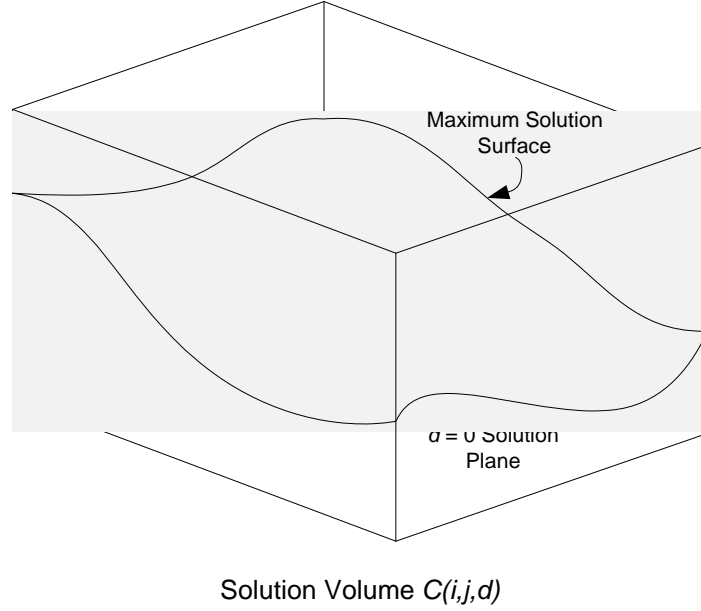 Maximum Solution
Surface
d = 0 Solution
Plane
Solution Volume C(i,j,d)